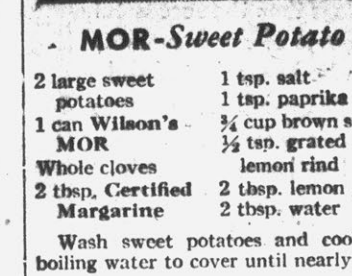 MOR-Sweet Potato
2 large sweet
potatoes
1 can Wilson's
MOR
Whole cloves
2 tbsp. Certified
Margarine
1 tsp. salt
1 tsp. paprika
¾ cup brown s
½ tsp. grated
lemon rind
2 tbsp. lemon
2 tbsp. water
Wash sweet potatoes and coo
boiling water to cover until nearly